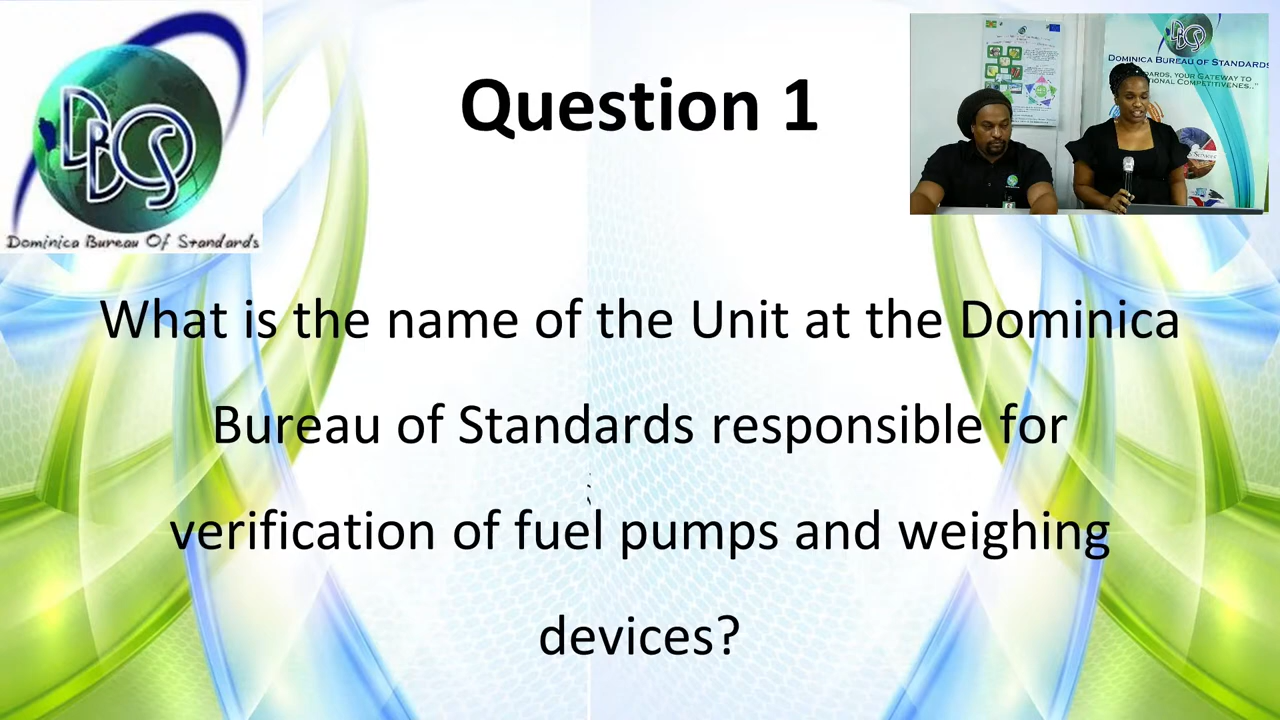 DBOS
Dominica Bureau Of Standards
Question 1
DOMINICA BUREAU OF STANDARDS
What is the name of the Unit at the Dominica
Bureau of Standards responsible for
verification of fuel pumps and weighing
devices?